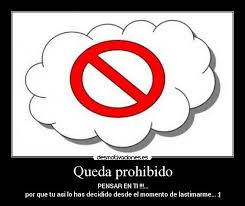 desmotivaciones.es
Queda prohibido
PENSAR EN TI !!!...
por que tu asi lo has decidido desde el momento de lastimarme... :(